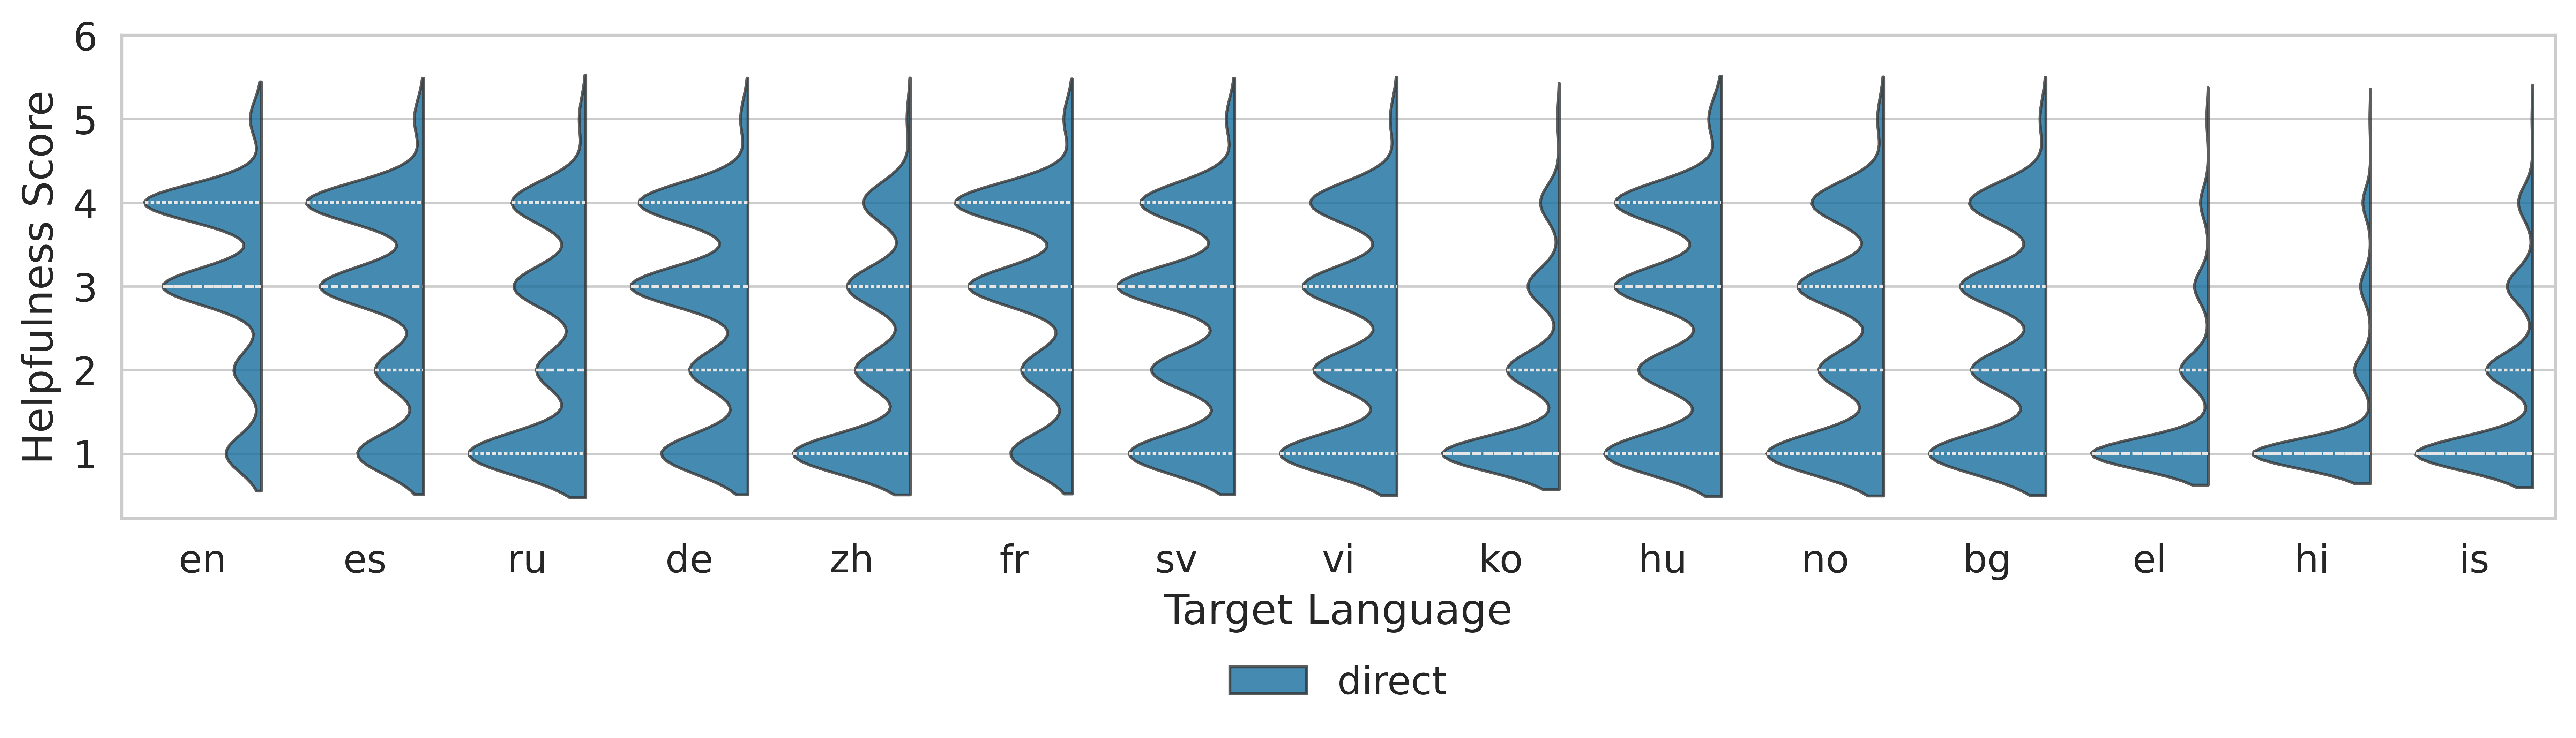 Helpfulness Score
6
5
4
3
2
1
en es ru de zh fr sv vi ko hu no bg el hi is
Target Language
direct